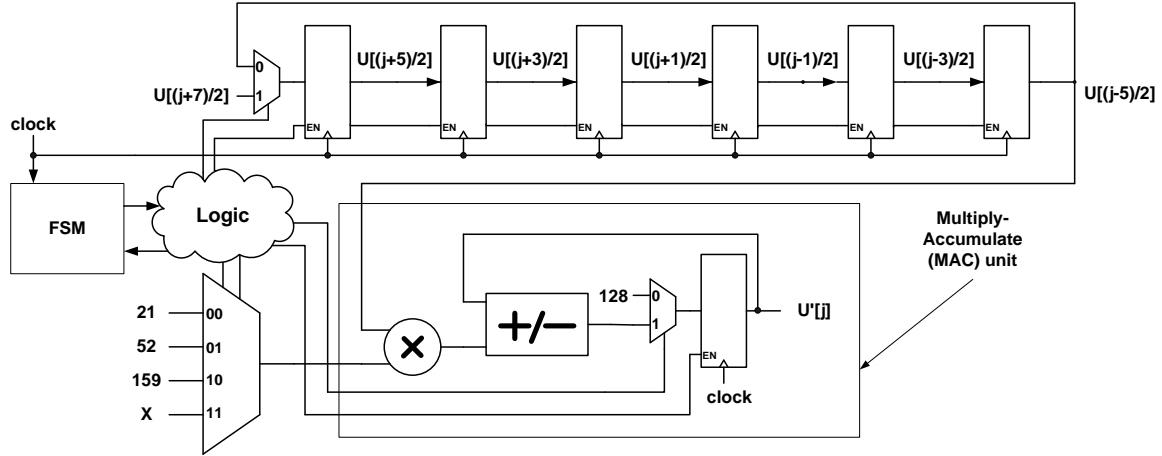 0
1
U[(j+7)/2]
U[(j+5)/2]
U[(j+3)/2]
U[(j+1)/2]
U[(j-1)/2]
U[(j-3)/2]
U[(j-5)/2]
EN
EN
EN
EN
EN
EN
clock
FSM
Logic
Multiply-
Accumulate
(MAC) unit
21
52
159
X
00
01
10
11
×
+/−
128
0
1
EN
U'[j]
clock